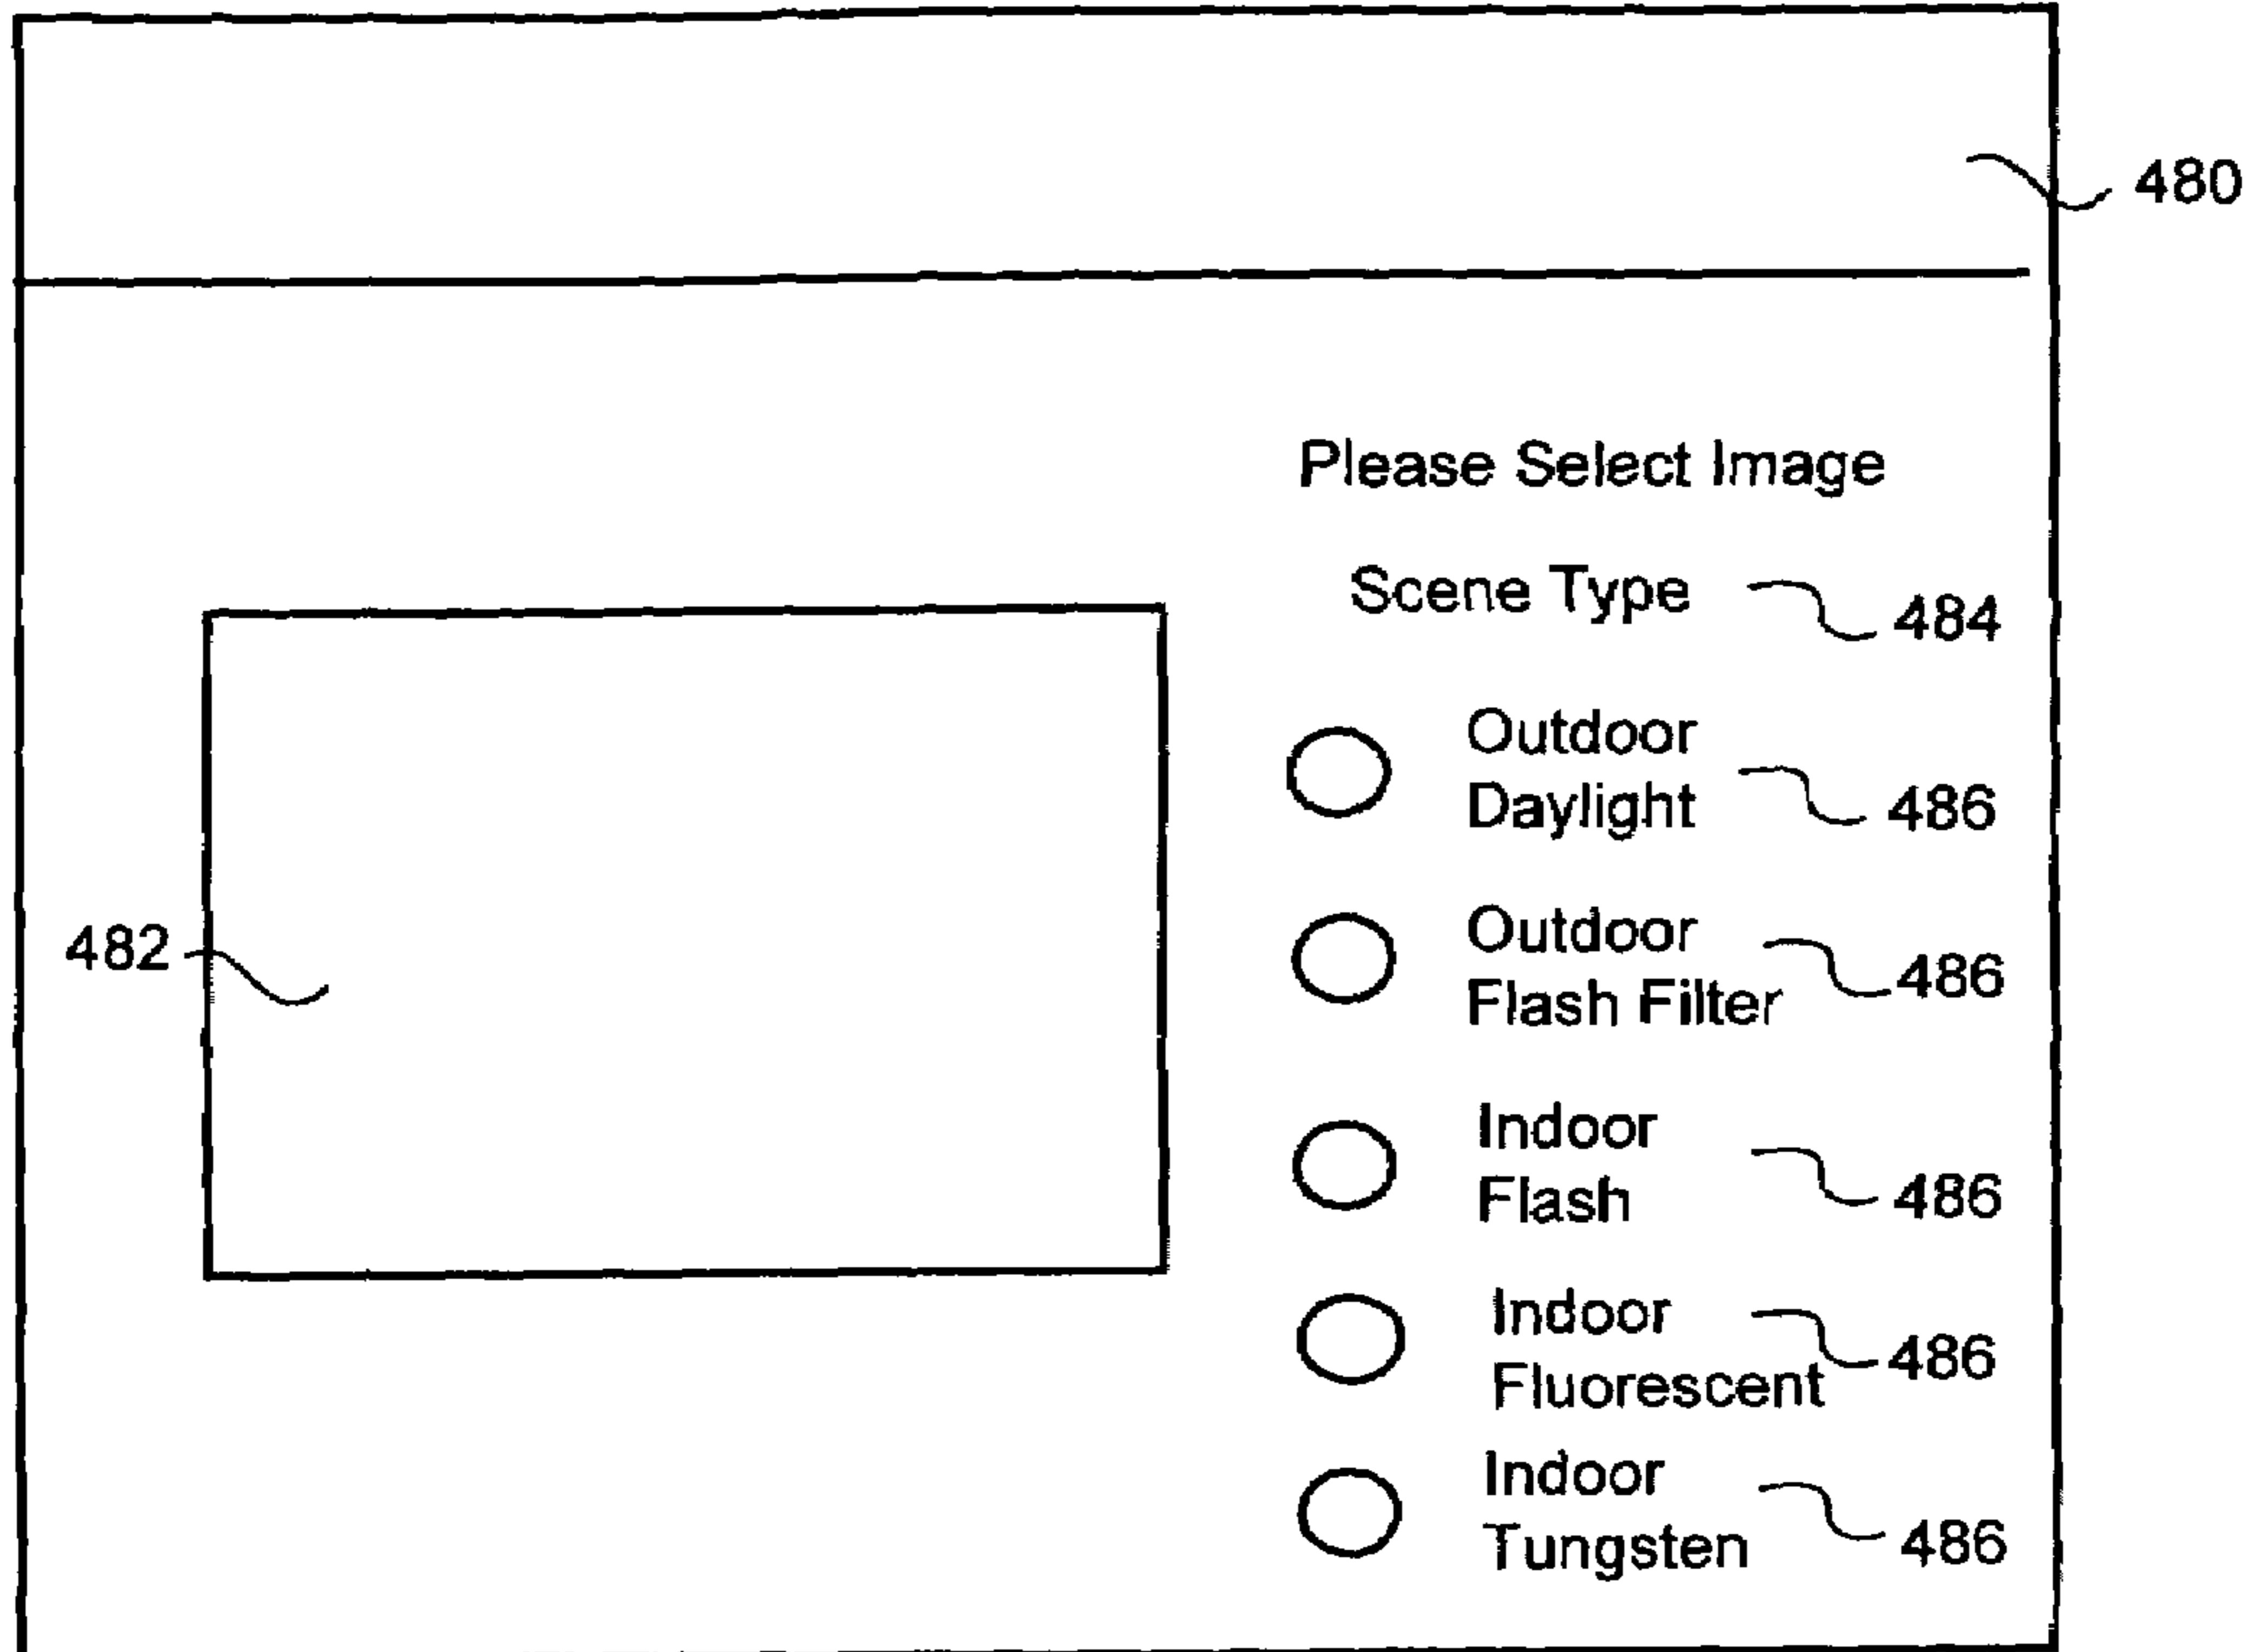 480
Please Select Image
Scene Type
484
Outdoor
Daylight
486
482
Outdoor
Flash Filter
486
Indoor
Flash
486
Indoor
Fluorescent
486
Indoor
Tungsten
486